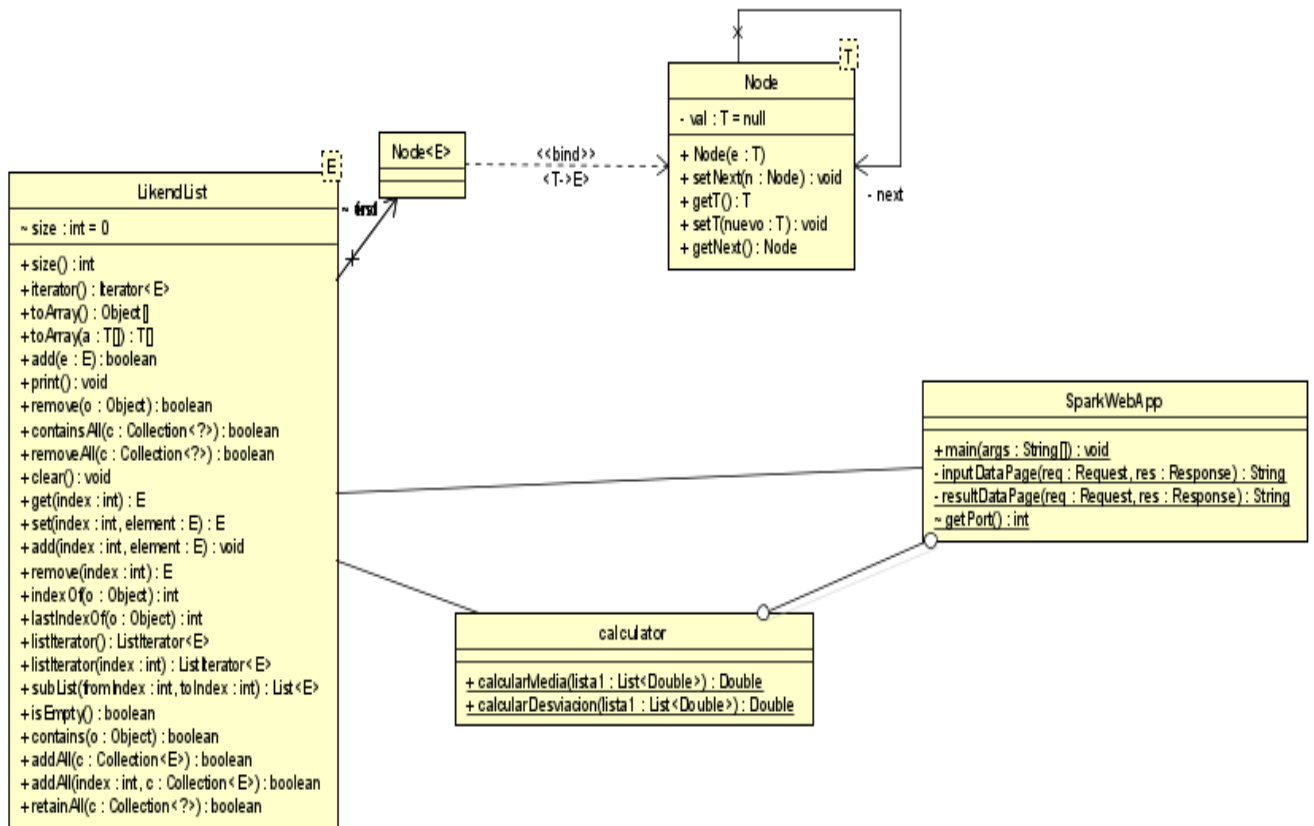 T
Node
- val : T = null
+ Node(e : T)
+ setNext(n : Node) : void
+ getT() : T
+ setT(nuevo : T) : void
+ getNext() : Node
- next
Node<E>
<<bind>>
<T->E>
E
LikendList
~ size : int = 0
+ size() : int
+ iterator() : Iterator<E>
+ toArray() : Object[]
+ toArray(a : T[]) : T[]
+ add(e : E) : boolean
+ print() : void
+ remove(o : Object) : boolean
+ containsAll(c : Collection<?>) : boolean
+ removeAll(c : Collection<?>) : boolean
+ clear() : void
+ get(index : int) : E
+ set(index : int, element : E) : E
+ add(index : int, element : E) : void
+ remove(index : int) : E
+ indexOf(o : Object) : int
+ lastIndexOf(o : Object) : int
+ listIterator() : ListIterator<E>
+ listIterator(index : int) : ListIterator<E>
+ subList(fromIndex : int, toIndex : int) : List<E>
+ isEmpty() : boolean
+ contains(o : Object) : boolean
+ addAll(c : Collection<E>) : boolean
+ addAll(index : int, c : Collection<E>) : boolean
+ retainAll(c : Collection<?>) : boolean
SparkWebApp
+ main(args : String[]) : void
- inputDataPage(req : Request, res : Response) : String
- resultDataPage(req : Request, res : Response) : String
~ getPort() : int
calculator
+ calcularMedia(lista1 : List<Double>) : Double
+ calcularDesviacion(lista1 : List<Double>) : Double